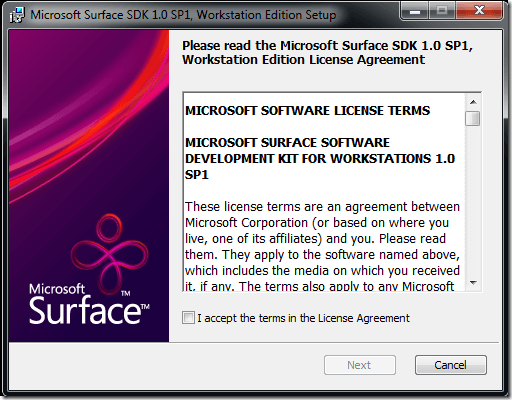 Microsoft Surface SDK 1.0 SP1, Workstation Edition Setup
Please read the Microsoft Surface SDK 1.0 SP1,
Workstation Edition License Agreement
MICROSOFT SOFTWARE LICENSE TERMS
MICROSOFT SURFACE SOFTWARE
DEVELOPMENT KIT FOR WORKSTATIONS 1.0
SP1
These license terms are an agreement between
Microsoft Corporation (or based on where you
live, one of its affiliates) and you. Please read
them. They apply to the software named above,
which includes the media on which you received
it, if any. The terms also apply to any Microsoft
Microsoft
Surface™
™
I accept the terms in the License Agreement
Next
Cancel